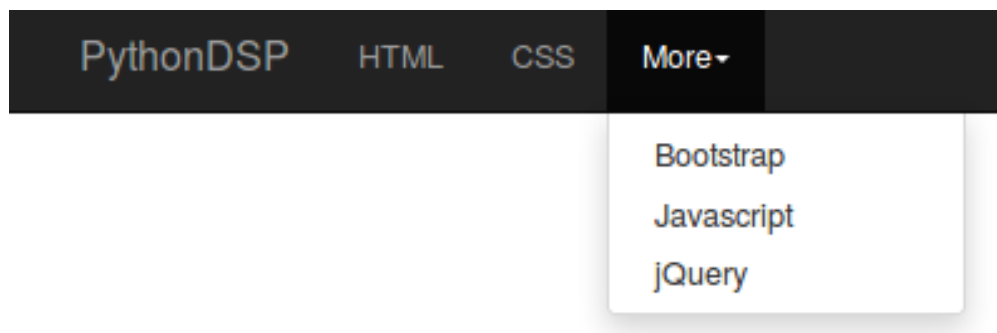 PythonDSP HTML CSS More
Bootstrap
Javascript
jQuery